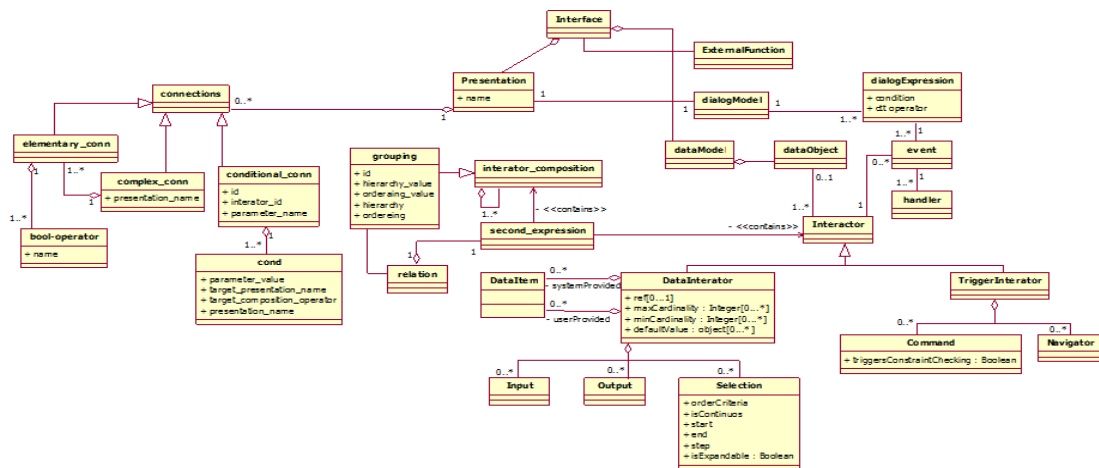 Interface
ExternalFunction
Presentation
+ name
1
1
dialogModel
1
1..*
dialogExpression
+ condition
+ ctt operator
1..*
1
connections
0..*
1
elementary_conn
1
1..*
complex_conn
+ presentation_name
1
1..*
bool-operator
+ name
conditional_conn
+ id
+ interator_id
+ parameter_name
1
1..*
cond
+ parameter_value
+ target_presentation_name
+ target_composition_operator
+ presentation_name
grouping
+ id
+ hierarchy_value
+ orderaing_value
+ hierarchy
+ ordereing
interator_composition
1
1..*
- <<contains>>
second_expression
1
1
relation
- <<contains>>
dataModel
dataObject
0..1
1..*
event
0..*
1
1
1
handler
Interactor
DataItem
0..*
- systemProvided
0..*
- userProvided
DataInterator
+ ref[0...1]
+ maxCardinality : Integer[0...*]
+ minCardinality : Integer[0...*]
+ defaultValue : object[0...*]
TriggerInterator
0..*
0..*
Command
+ triggersConstraintChecking : Boolean
Navigator
0..*
0..*
0..*
Input
Output
Selection
+ orderCriteria
+ isContinuos
+ start
+ end
+ step
+ isExpandable : Boolean